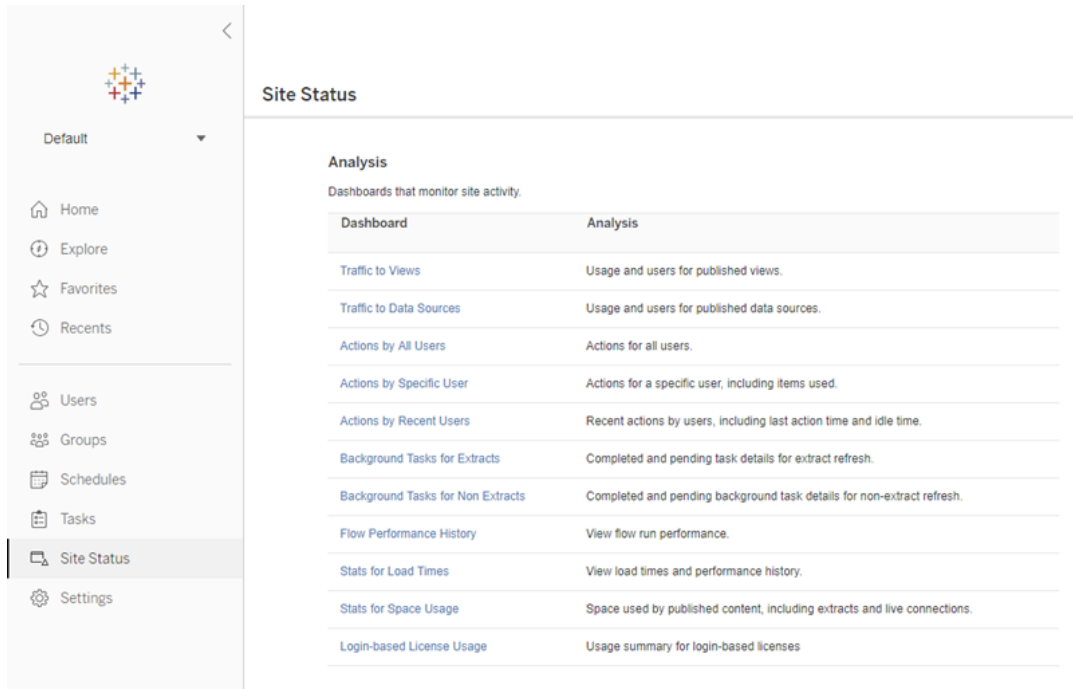 Default
Home
Explore
Favorites
Recents
Users
Groups
Schedules
Tasks
Site Status
Settings
Site Status
Analysis
Dashboards that monitor site activity.
Dashboard Analysis
Traffic to Views Usage and users for published views.
Traffic to Data Sources Usage and users for published data sources.
Actions by All Users Actions for all users.
Actions by Specific User Actions for a specific user, including items used.
Actions by Recent Users Recent actions by users, including last action time and idle time.
Background Tasks for Extracts Completed and pending task details for extract refresh.
Background Tasks for Non Extracts Completed and pending background task details for non-extract refresh.
Flow Performance History View flow run performance.
Stats for Load Times View load times and performance history.
Stats for Space Usage Space used by published content, including extracts and live connections.
Login-based License Usage Usage summary for login-based licenses